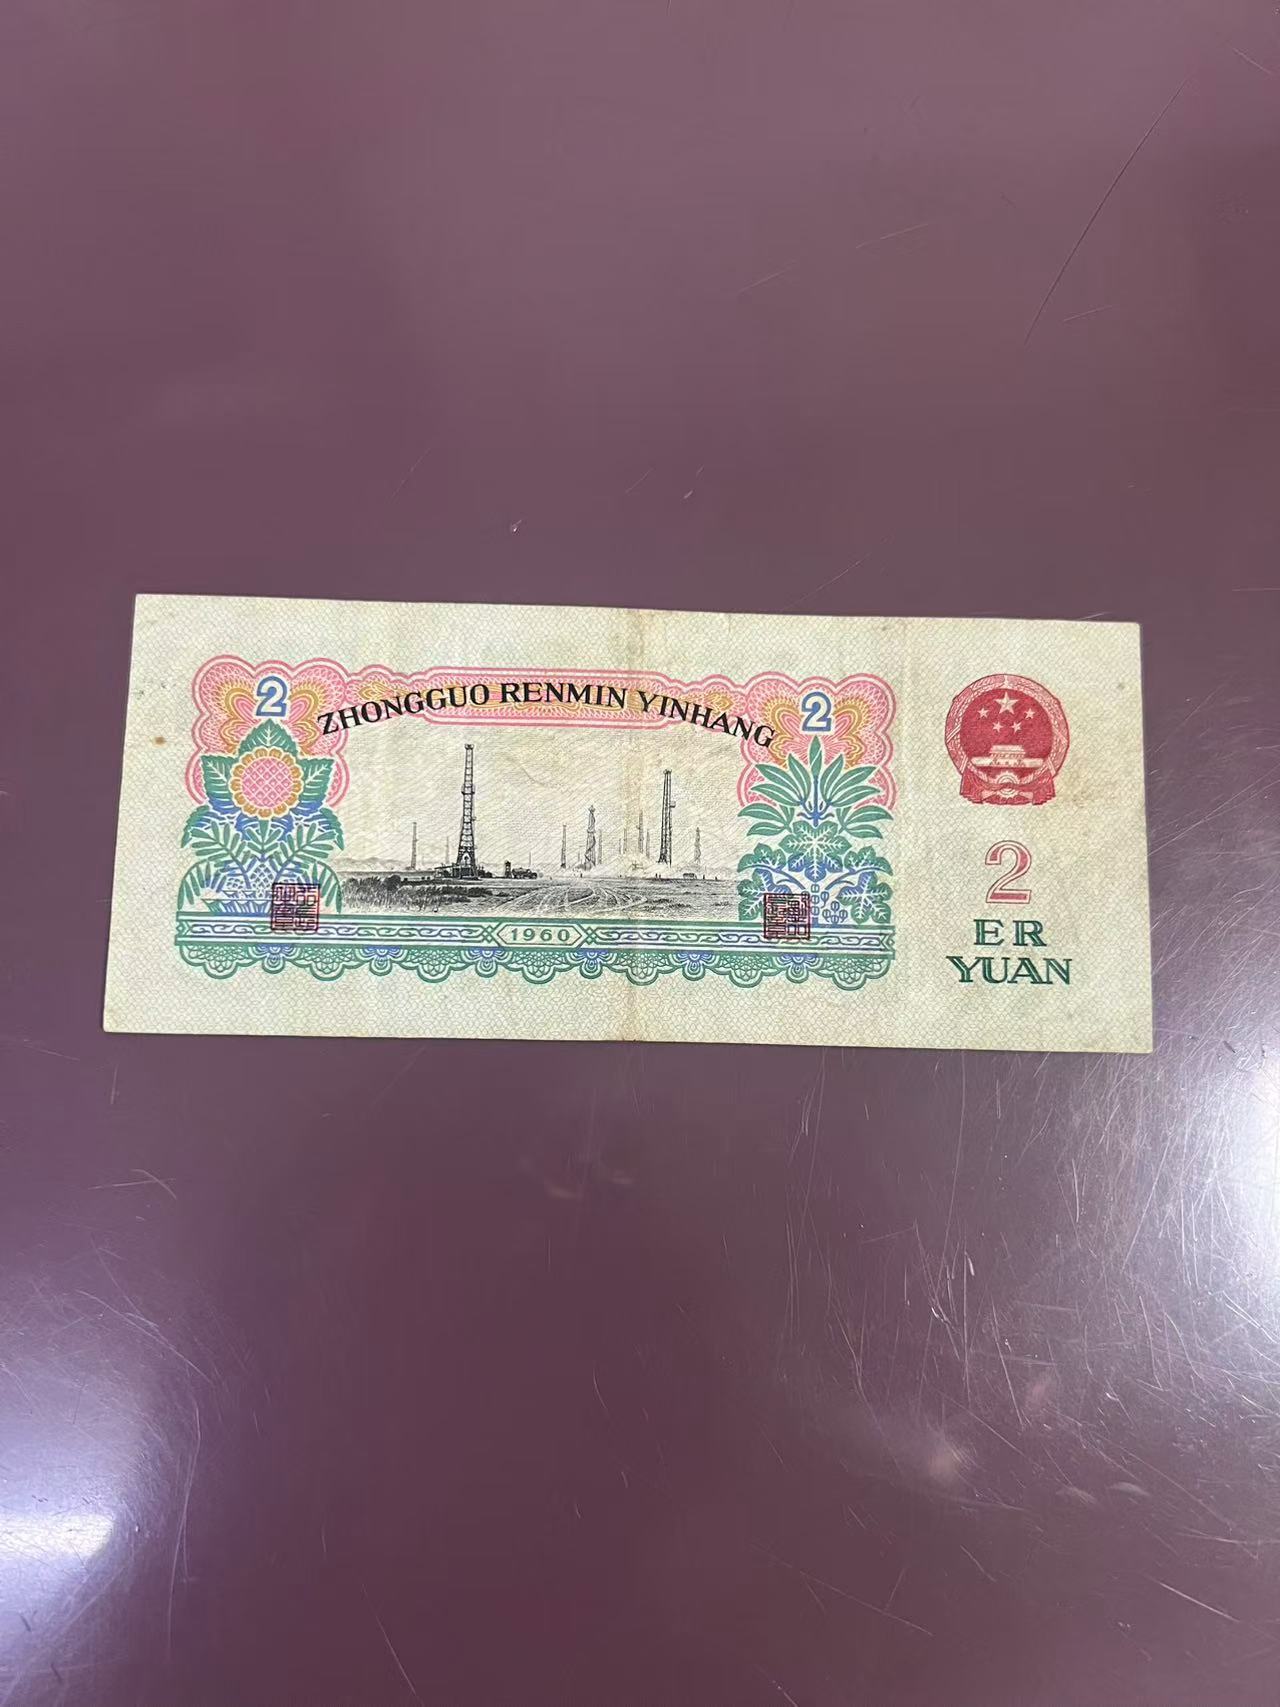 2
2
ZHONGGUO RENMIN YINHANG
2
ER
YUAN
1960